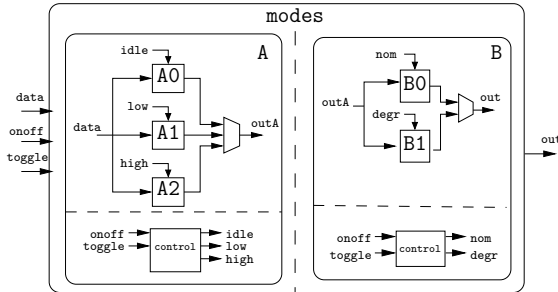 modes
A
B
idle
A0
low
A1
data
outA
high
A2
onoff
toggle
control
idle
low
high
nom
B0
outA
out
degr
B1
onoff
toggle
control
nom
degr
data
onoff
toggle
out